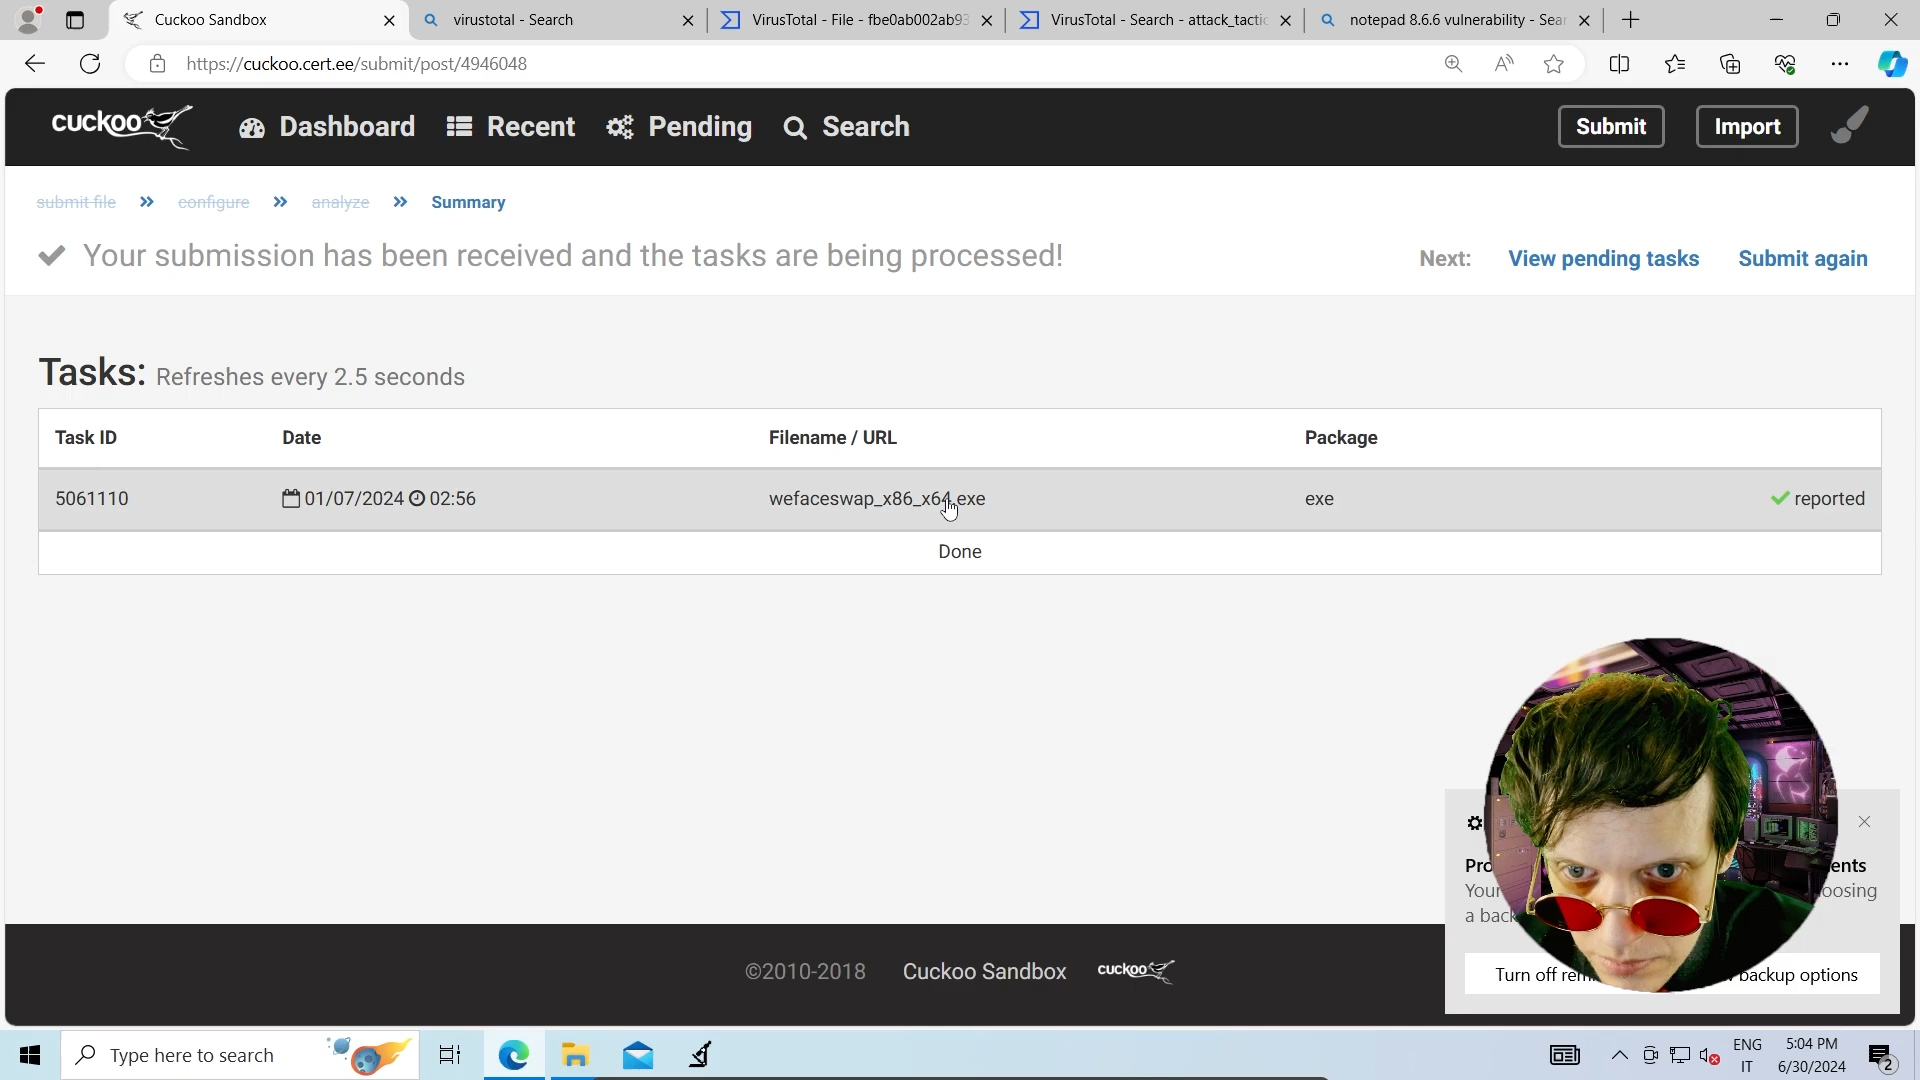 Cuckoo Sandbox
virustotal - Search
VirusTotal - File - fbe0ab002ab93
VirusTotal - Search - attack_tactic
notepad 8.6.6 vulnerability - Sear
https://cuckoo.cert.ee/submit/post/4946048
cuckoo Dashboard Recent Pending Search Submit Import
submit file » configure » analyze » Summary
Your submission has been received and the tasks are being processed!
Next: View pending tasks Submit again
Tasks: Refreshes every 2.5 seconds
Task ID Date Filename / URL Package
5061110 01/07/2024 02:56 wefaceswap_x86_x64.exe exe reported
Done
ents
Your oosing
a back
Turn off rem backup options
©2010-2018 Cuckoo Sandbox cuckoo
Type here to search
ENG
IT
5:04 PM
6/30/2024
2